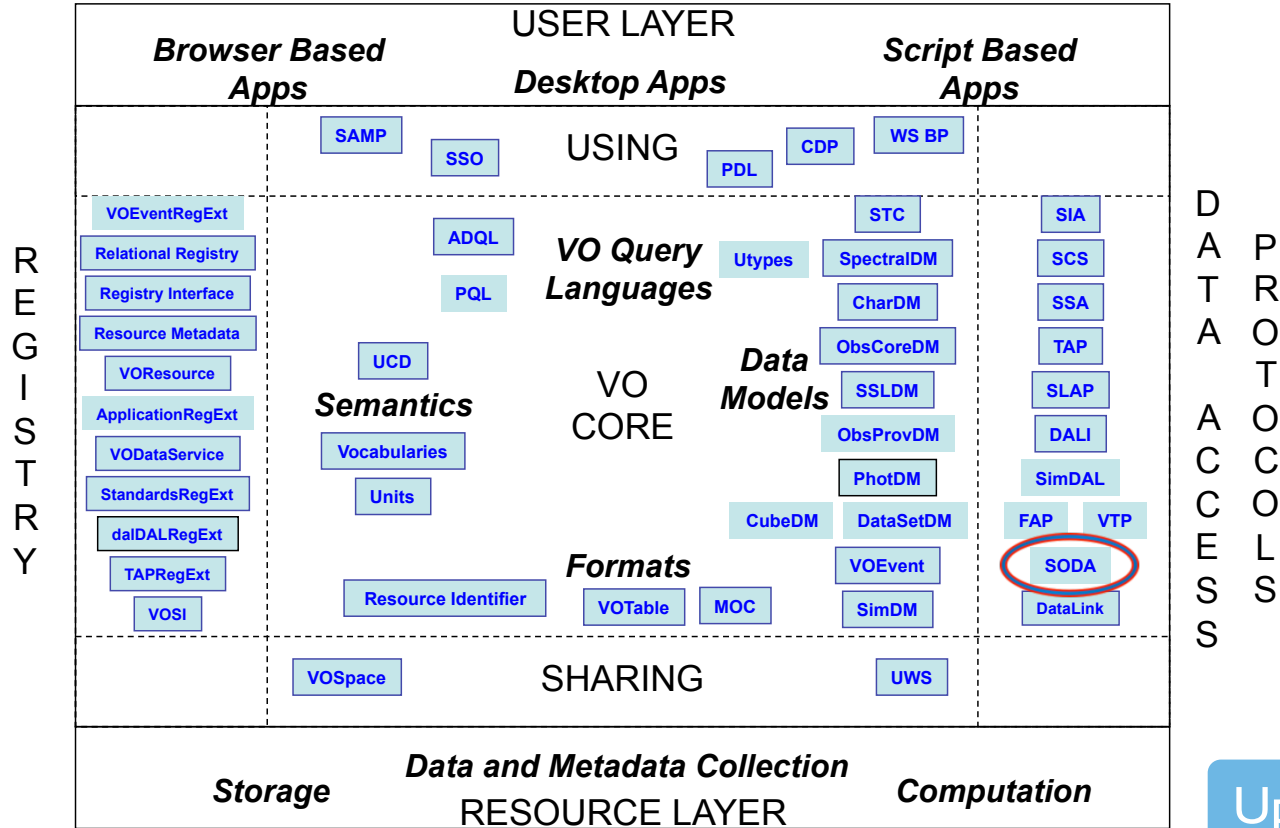 USER LAYER
Browser Based
Apps
Desktop Apps
Script Based
Apps
SAMP
SSO
USING
PDL
CDP
WS BP
REGISTRY
VOEventRegExt
Relational Registry
Registry Interface
Resource Metadata
VOResource
ApplicationRegExt
VODataService
StandardsRegExt
dalDALRegExt
TAPRegExt
VOSI
ADQL
PQL
VO Query
Languages
UCD
Semantics
Vocabularies
Units
VO
CORE
Resource Identifier
Formats
VOTable
MOC
Utypes
Data
Models
STC
SpectralDM
CharDM
ObsCoreDM
SSLDM
ObsProvDM
PhotDM
CubeDM
DataSetDM
VOEvent
SimDM
SIA
SCS
SSA
TAP
SLAP
DALI
SimDAL
FAP
VTP
SODA
DataLink
DATA ACCESS
PROTOCOLS
VOSpace
SHARING
UWS
Storage
Data and Metadata Collection
Computation
RESOURCE LAYER